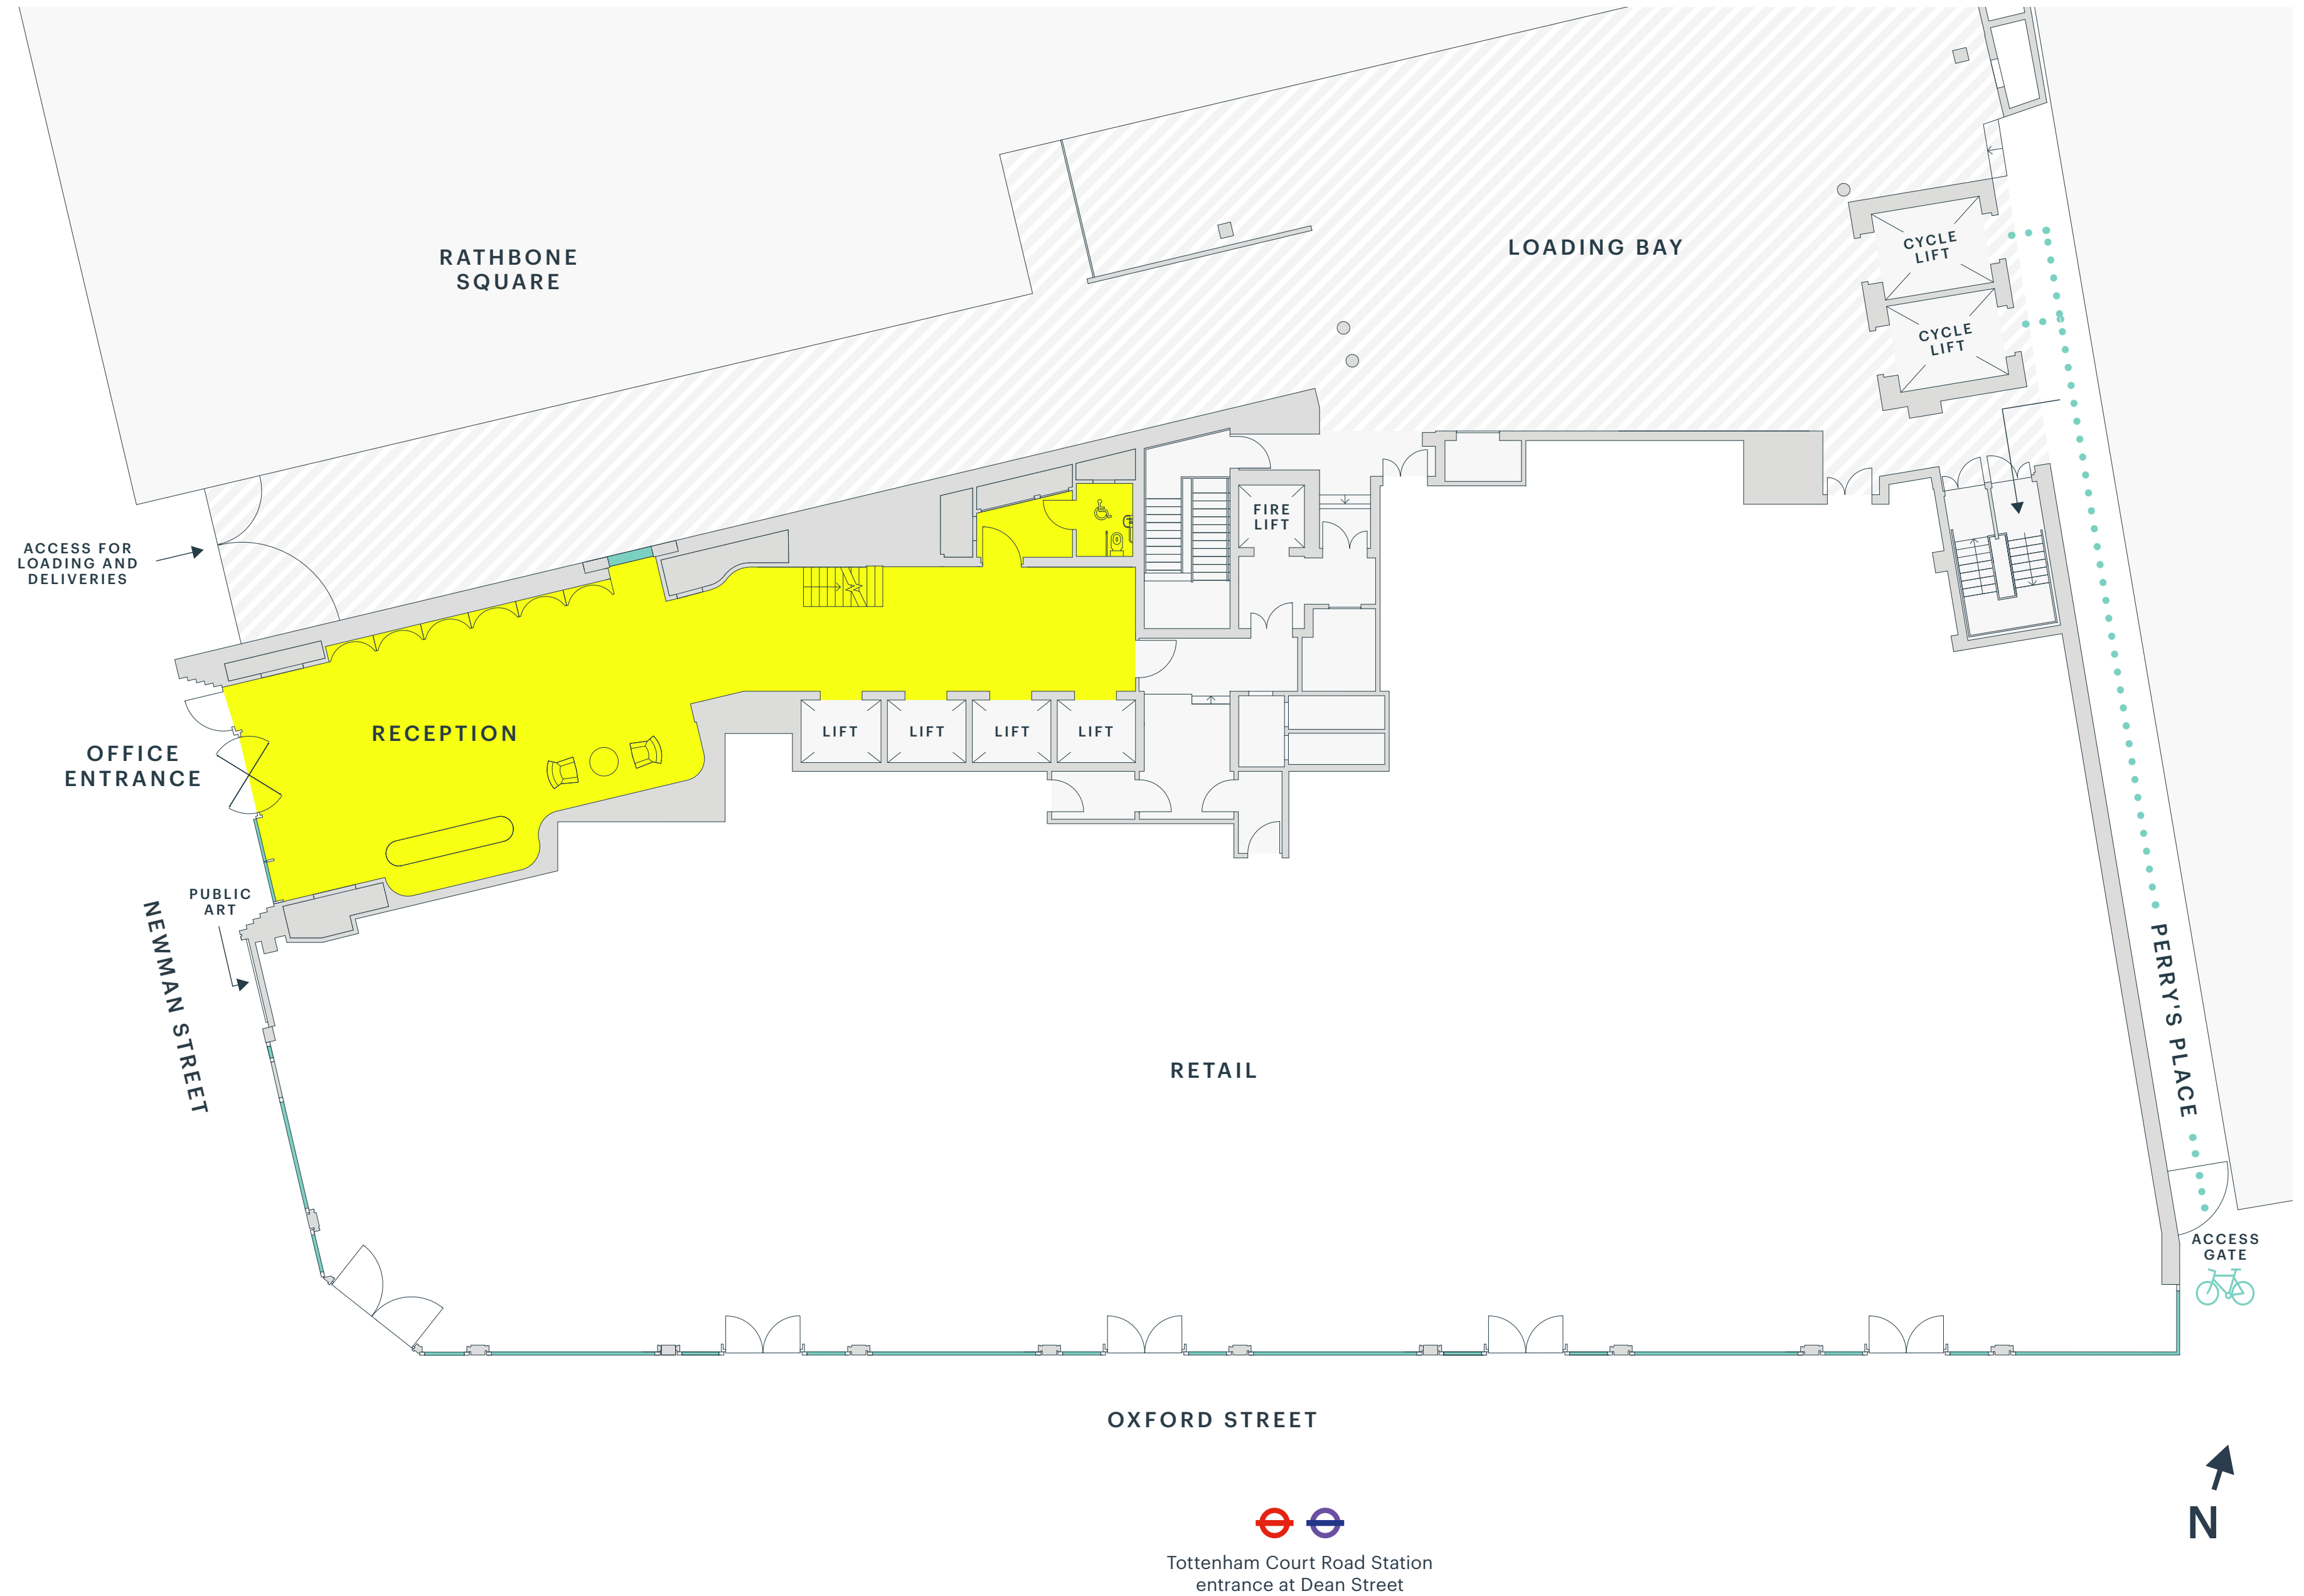 RATHBONE
SQUARE
LOADING BAY
CYCLE
LIFT
CYCLE
LIFT
FIRE
LIFT
ACCESS FOR
LOADING AND
DELIVERIES
RECEPTION
LIFT
LIFT
LIFT
LIFT
OFFICE
ENTRANCE
PUBLIC
ART
NEWMAN STREET
PERRY'S PLACE
RETAIL
ACCESS
GATE
OXFORD STREET
N
Tottenham Court Road Station
entrance at Dean Street